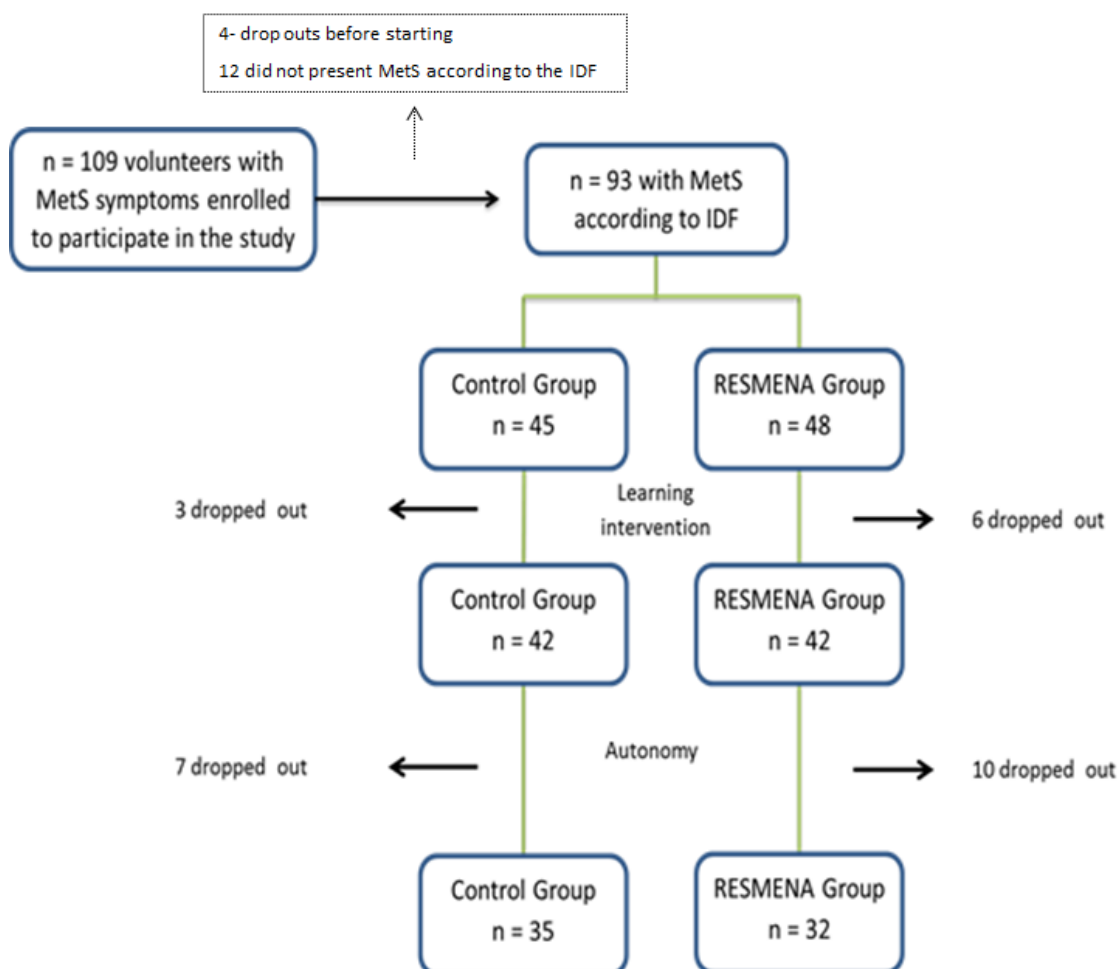 4- drop outs before starting
12 did not present MetS according to the IDF
n = 109 volunteers with
MetS symptoms enrolled
to participate in the study
n = 93 with MetS
according to IDF
Control Group
n = 45
RESMENA Group
n = 48
3 dropped out
Learning
intervention
6 dropped out
Control Group
n = 42
RESMENA Group
n = 42
7 dropped out
Autonomy
10 dropped out
Control Group
n = 35
RESMENA Group
n = 32